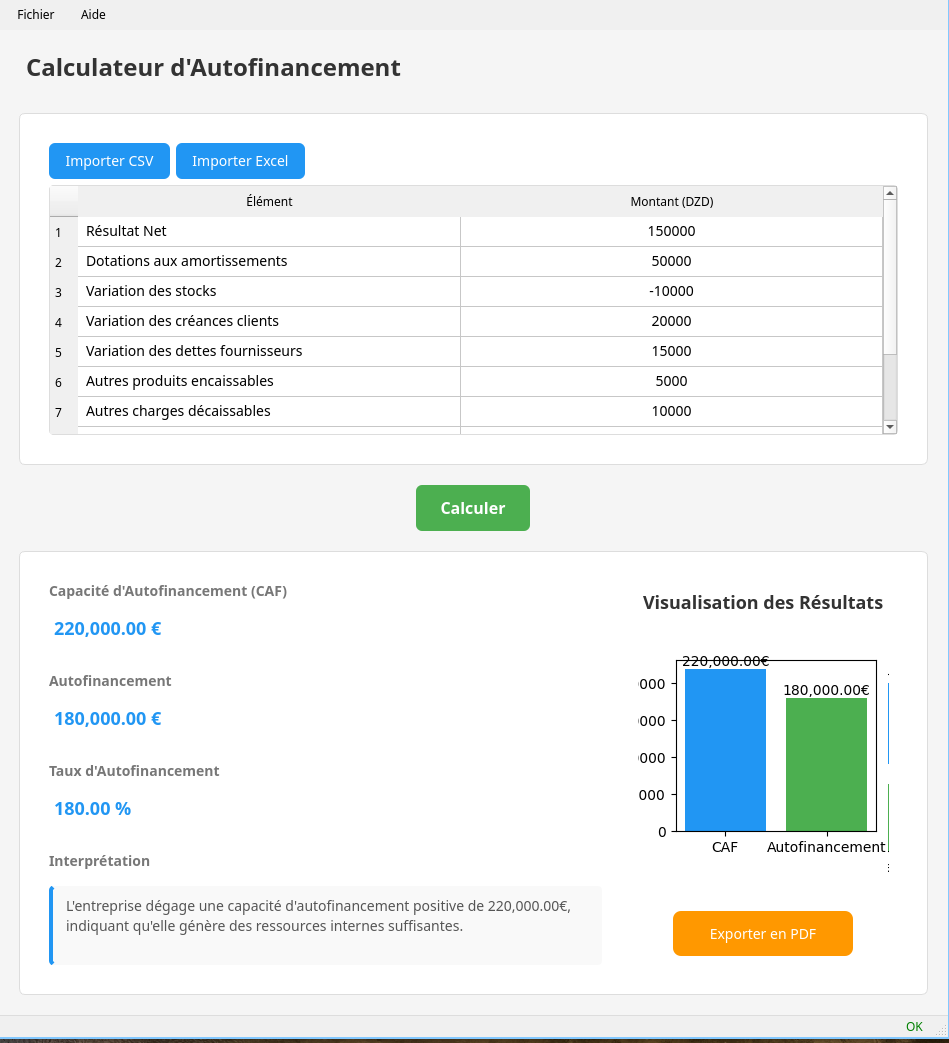 Fichier Aide
Calculateur d'Autofinancement
Importer CSV Importer Excel
Élément Montant (DZD)
1 Résultat Net 150000
2 Dotations aux amortissements 50000
3 Variation des stocks -10000
4 Variation des créances clients 20000
5 Variation des dettes fournisseurs 15000
6 Autres produits encaissables 5000
7 Autres charges décaissables 10000
Calculer
Capacité d'Autofinancement (CAF)
220,000.00 €
Autofinancement
180,000.00 €
Taux d'Autofinancement
180.00 %
Interprétation
L'entreprise dégage une capacité d'autofinancement positive de 220,000.00€,
indiquant qu'elle génère des ressources internes suffisantes.
Visualisation des Résultats
220,000.00€
180,000.00€
000
000
000
000
0
CAF Autofinancement
Exporter en PDF
OK